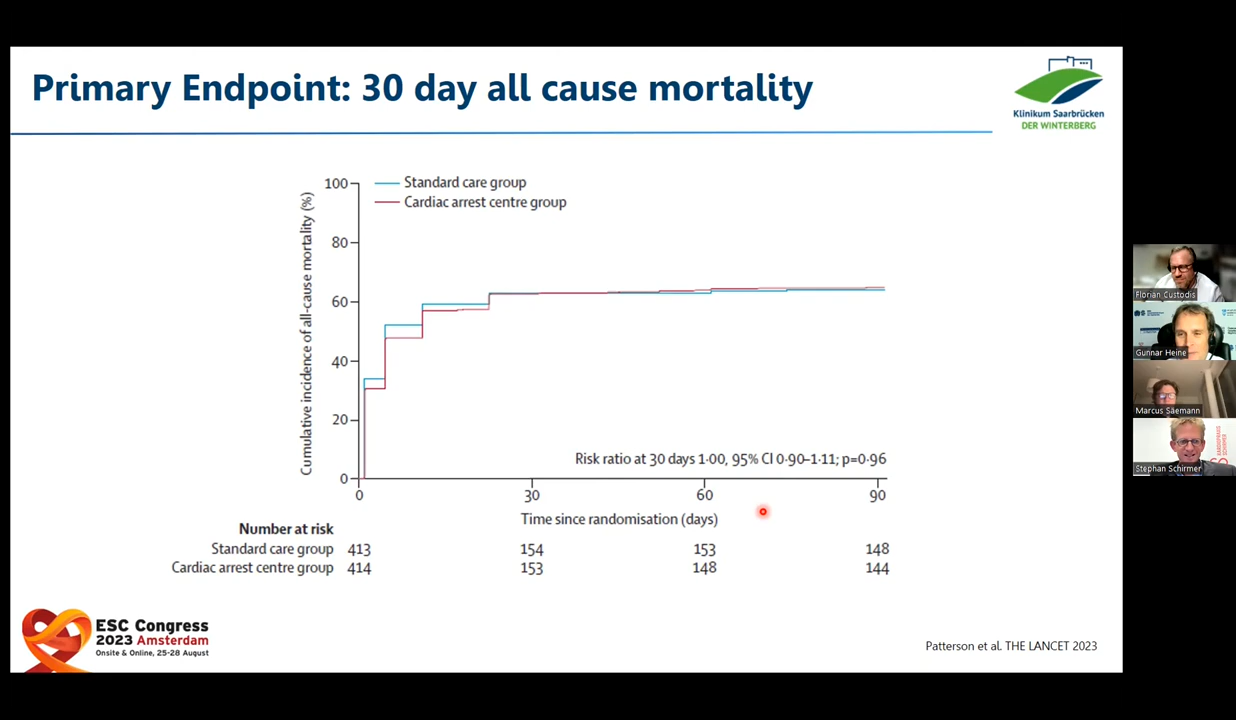 Primary Endpoint: 30 day all cause mortality
Klinikum Saarbrücken
DER WINTERBERG
Cumulative incidence of all-cause mortality (%)
100
80
60
40
20
0
Standard care group
Cardiac arrest centre group
Risk ratio at 30 days 1·00, 95% CI 0·90–1·11; p=0·96
0 30 60 90
Time since randomisation (days)
Number at risk
Standard care group 413 154 153 148
Cardiac arrest centre group 414 153 148 144
ESC Congress
2023 Amsterdam
Onsite & Online, 25-28 August
Patterson et al. THE LANCET 2023
Florian Custodis
Gunnar Heine
Marcus Säemann
Stephan Schirmer